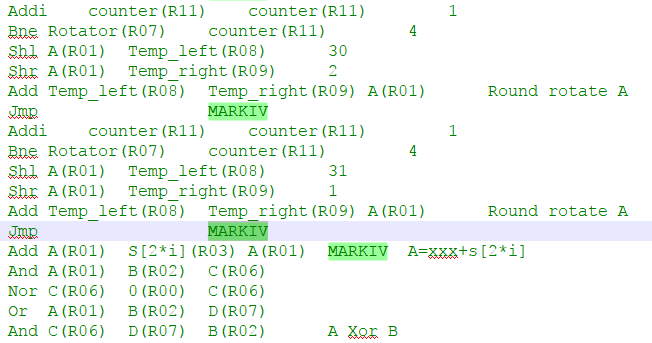 Addi counter(R11) counter(R11) 1
Bne Rotator(R07) counter(R11) 4
Shl A(R01) Temp_left(R08) 30
Shr A(R01) Temp_right(R09) 2
Add Temp_left(R08) Temp_right(R09) A(R01) Round rotate A
Jmp MARKIV
Addi counter(R11) counter(R11) 1
Bne Rotator(R07) counter(R11) 4
Shl A(R01) Temp_left(R08) 31
Shr A(R01) Temp_right(R09) 1
Add Temp_left(R08) Temp_right(R09) A(R01) Round rotate A
Jmp MARKIV
Add A(R01) S[2*i](R03) A(R01) MARKIV A=xxx+s[2*i]
And A(R01) B(R02) C(R06)
Nor C(R06) 0(R00) C(R06)
Or A(R01) B(R02) D(R07)
And C(R06) D(R07) B(R02) A Xor B